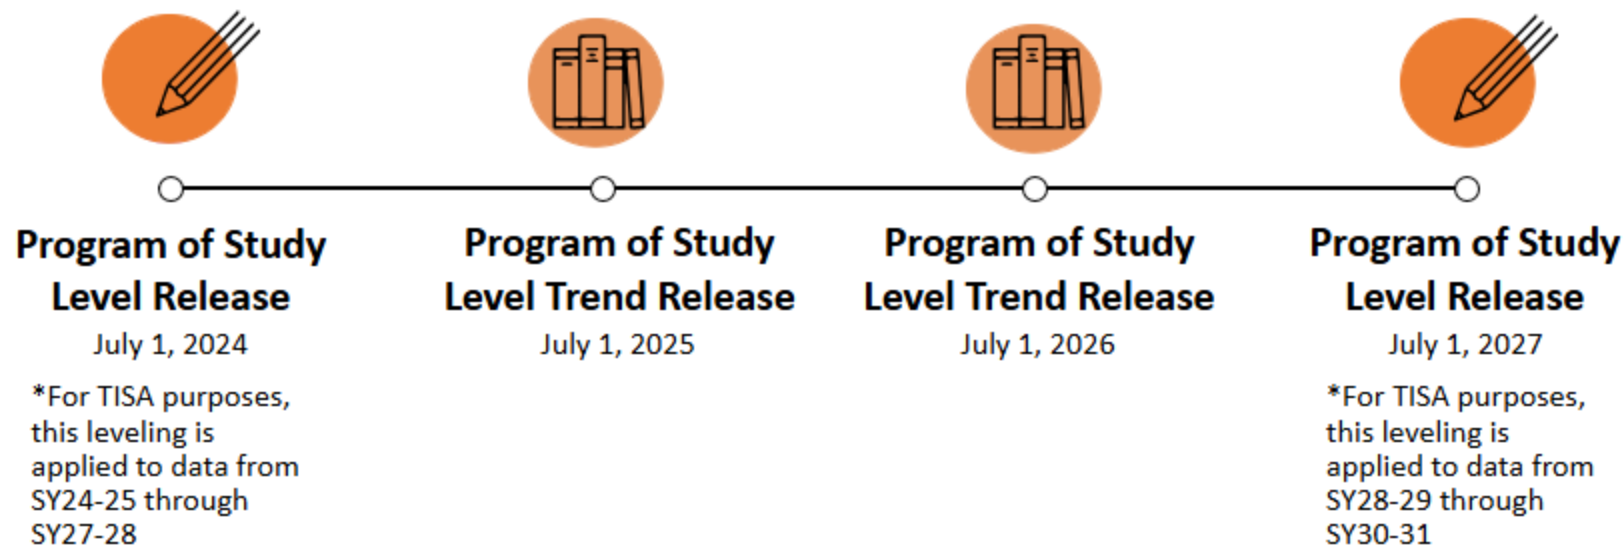 Program of Study
Level Release
July 1, 2024
*For TISA purposes,
this leveling is
applied to data from
SY24-25 through
SY27-28
Program of Study
Level Trend Release
July 1, 2025
Program of Study
Level Trend Release
July 1, 2026
Program of Study
Level Release
July 1, 2027
*For TISA purposes,
this leveling is
applied to data from
SY28-29 through
SY30-31